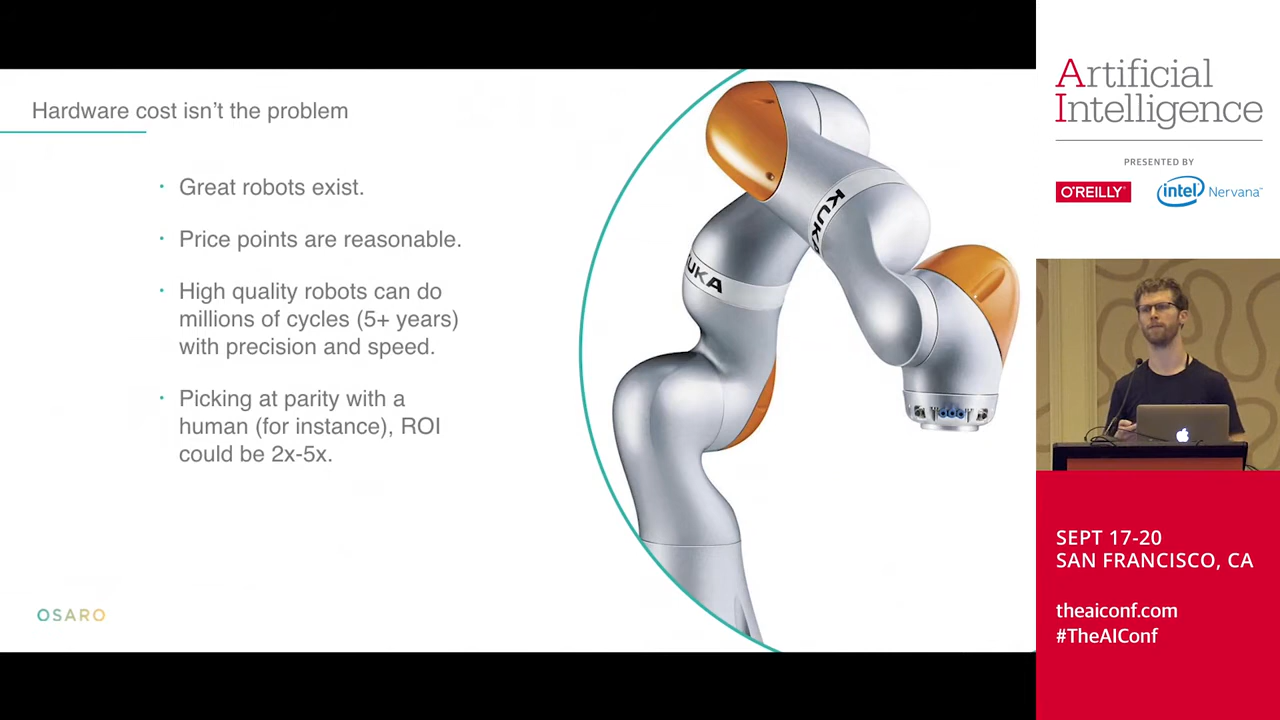 Hardware cost isn't the problem
· Great robots exist.
· Price points are reasonable.
· High quality robots can do
millions of cycles (5+ years)
with precision and speed.
· Picking at parity with a
human (for instance), ROI
could be 2x-5x.
KUKA
UKA
OSARO
Artificial
Intelligence
PRESENTED BY
O'REILLY
intel Nervana™
SEPT 17-20
SAN FRANCISCO, CA
theaiconf.com
#TheAIConf